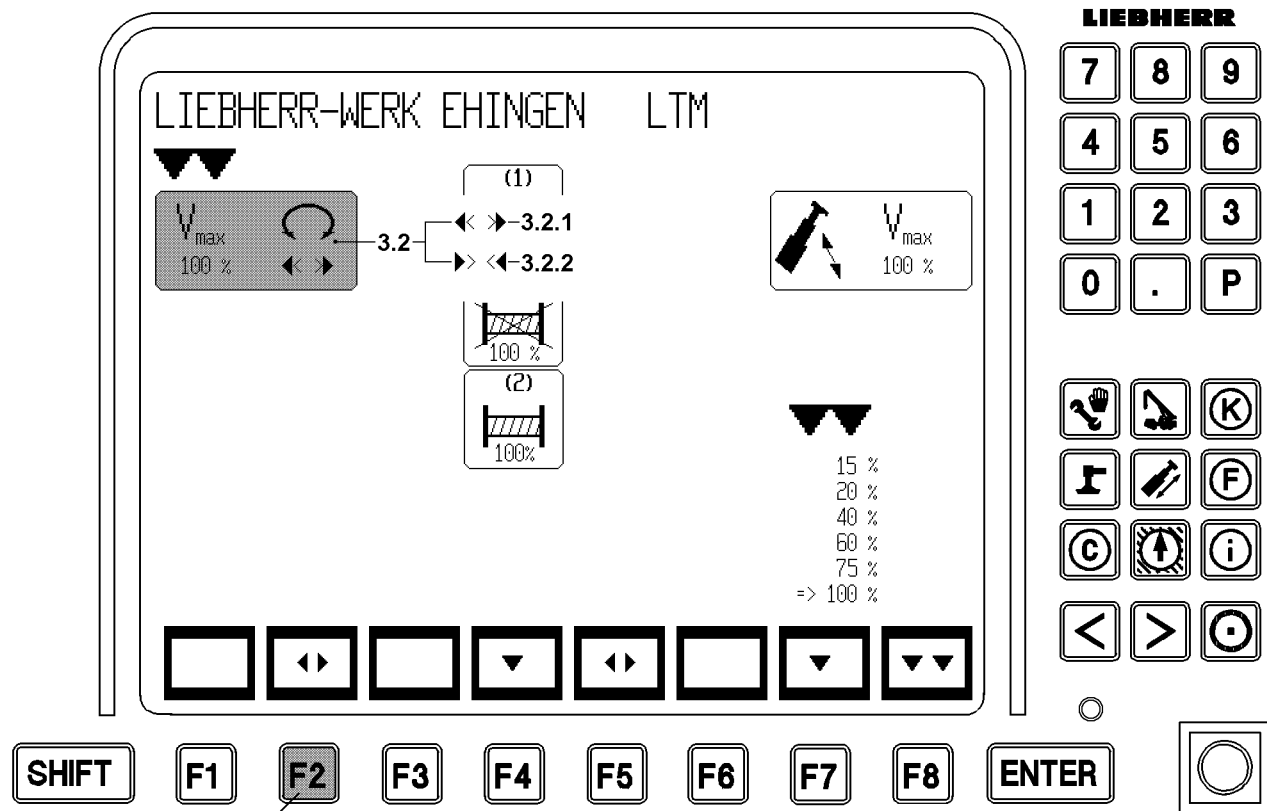 LIEBHERR
LIEBHERR-WERK EHINGEN LTM
(1)
Vmax
100 %
3.2
3.2.1
3.2.2
100 %
(2)
100%
Vmax
100 %
15 %
20 %
40 %
60 %
75 %
=> 100 %
7 8 9
4 5 6
1 2 3
0 . P
K
F
C i
< >
SHIFT F1 F2 F3 F4 F5 F6 F7 F8 ENTER